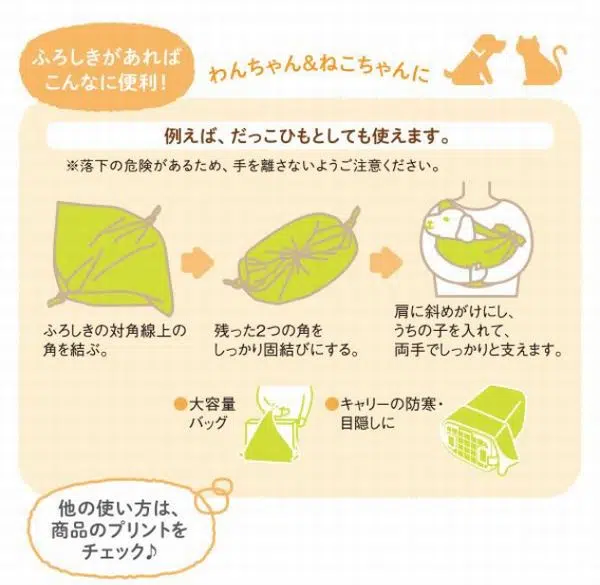 ふろしきがあれば
こんなに便利!
わんちゃん&ねこちゃんに
例えば、だっこひもとしても使えます。
※落下の危険があるため、手を離さないようご注意ください。
ふろしきの対角線上の
角を結ぶ。
残った2つの角を
しっかり固結びにする。
肩に斜めがけにし、
うちの子を入れて、
両手でしっかりと支えます。
●大容量
バッグ
●キャリーの防寒・
目隠しに
他の使い方は、
商品のプリントを
チェック♪